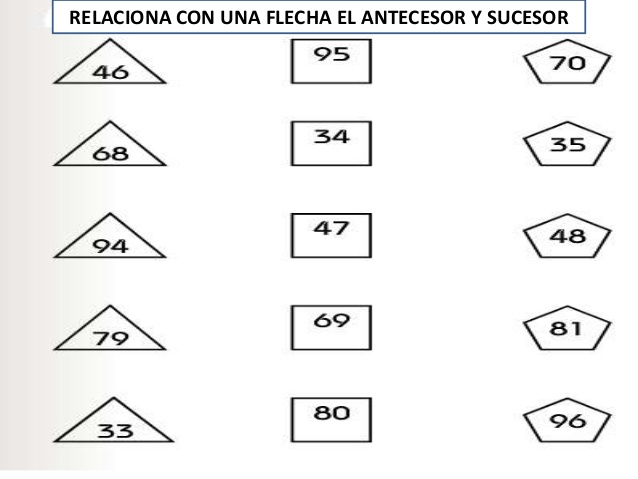 RELACIONA CON UNA FLECHA EL ANTECESOR Y SUCESOR
46 95 70
68 34 35
94 47 48
79 69 81
33 80 96